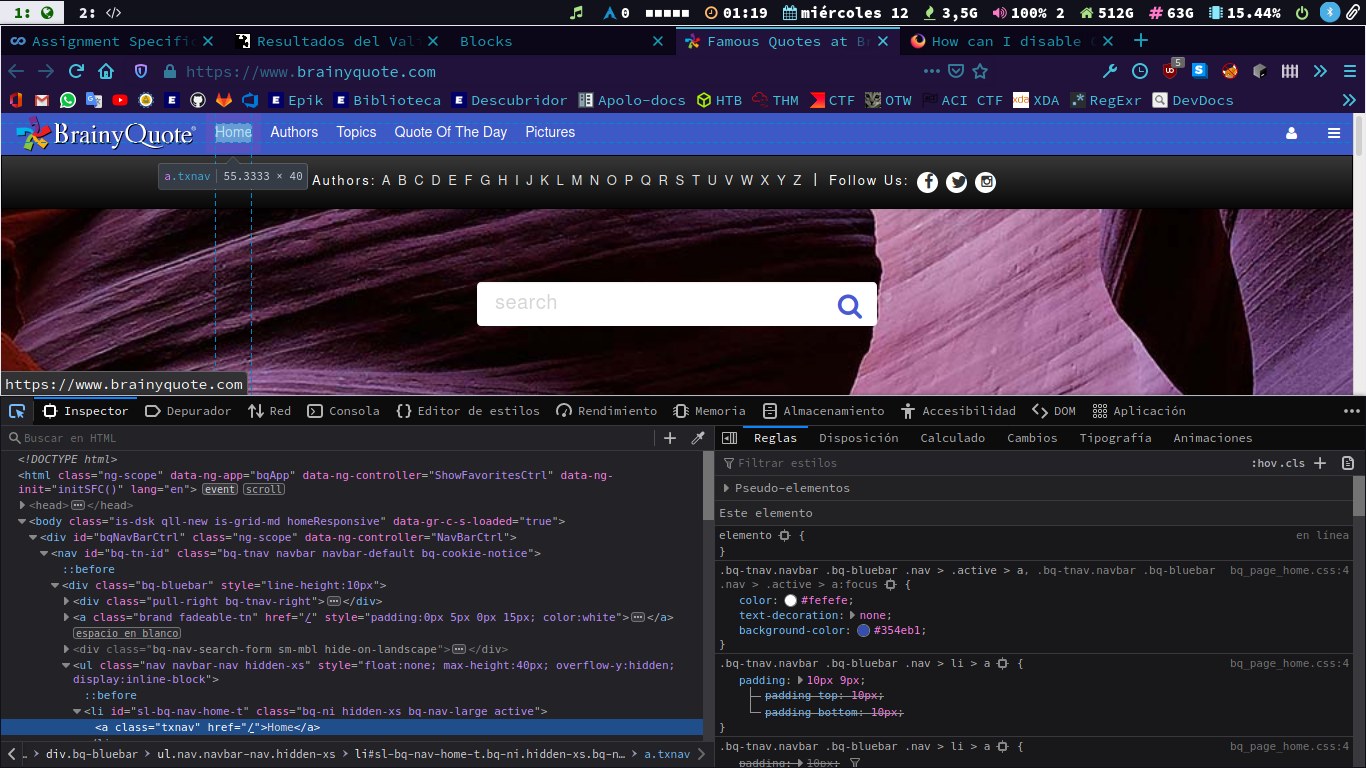 1: 2: </> 0 01:19 miércoles 12 3,5G 100% 2 512G 63G 15.44%
Assignment Specific Resultados del Val Blocks Famous Quotes at B How can I disable
https://www.brainyquote.com 5
Epik Biblioteca Descubridor Apolo-docs HTB THM CTF OTW ACI CTF XDA RegExr DevDocs
BrainyQuote Home Authors Topics Quote Of The Day Pictures
a.txnav 55.3333 × 40
Authors: A B C D E F G H I J K L M N O P Q R S T U V W X Y Z | Follow Us:
search
https://www.brainyquote.com
Inspector Depurador Red Consola Editor de estilos Rendimiento Memoria Almacenamiento Accesibilidad DOM Aplicación
Buscar en HTML
<!DOCTYPE html>
<html class="ng-scope" data-ng-app="bqApp" data-ng-controller="ShowFavoritesCtrl" data-ng-
init="initSFC()" lang="en"> event scroll
<head></head>
<body class="is-dsk qll-new is-grid-md homeResponsive" data-gr-c-s-loaded="true">
<div id="bqNavBarCtrl" class="ng-scope" data-ng-controller="NavBarCtrl">
<nav id="bq-tn-id" class="bq-tnav navbar navbar-default bq-cookie-notice">
::before
<div class="bq-bluebar" style="line-height:10px">
<div class="pull-right bq-tnav-right"></div>
<a class="brand fadeable-tn" href="/" style="padding:0px 5px 0px 15px; color:white"></a>
espacio en blanco
<div class="bq-nav-search-form sm-mbl hide-on-landscape"></div>
<ul class="nav navbar-nav hidden-xs" style="float:none; max-height:40px; overflow-y:hidden;
display:inline-block">
::before
<li id="sl-bq-nav-home-t" class="bq-ni hidden-xs bq-nav-large active">
<a class="txnav" href="/">Home</a>
div.bq-bluebar ul.nav.navbar-nav.hidden-xs li#sl-bq-nav-home-t.bq-ni.hidden-xs.bq-n… a.txnav
Reglas Disposición Calculado Cambios Tipografía Animaciones
Filtrar estilos :hov .cls +
Pseudo-elementos
Este elemento
elemento { en línea
}
.bq-tnav.navbar .bq-bluebar .nav > .active > a, .bq-tnav.navbar .bq-bluebar bq_page_home.css:4
.nav > .active > a:focus {
color: #fefefe;
text-decoration: none;
background-color: #354eb1;
}
.bq-tnav.navbar .bq-bluebar .nav > li > a { bq_page_home.css:4
padding: 10px 9px;
padding-top: 10px;
padding-bottom: 10px;
}
.bq-tnav.navbar .bq-bluebar .nav > li > a { bq_page_home.css:4
padding: 10px;